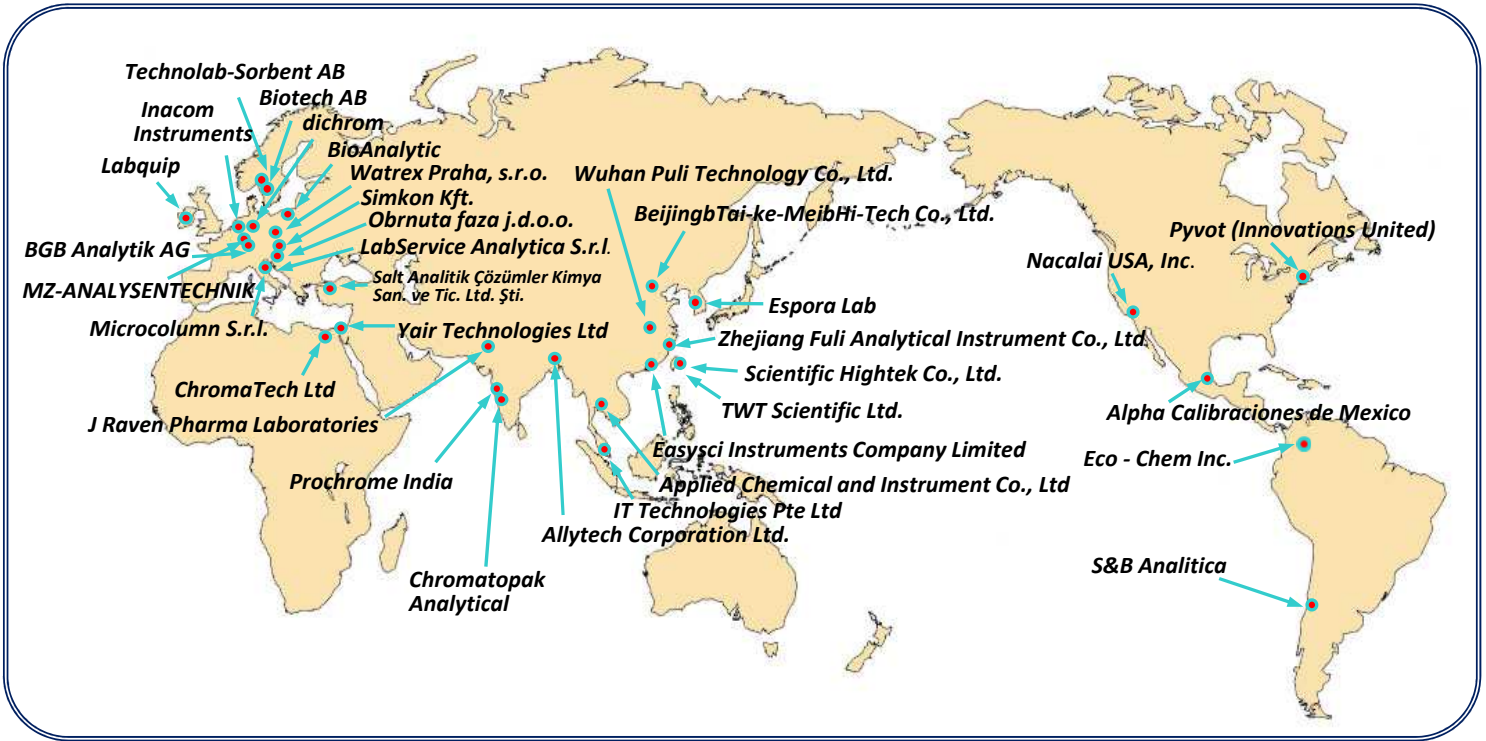 Technolab-Sorbent AB
Biotech AB
Inacom
Instruments
dichrom
BioAnalytic
Labquip
Watrex Praha, s.r.o.
Simkon Kft.
Obrnuta faza j.d.o.o.
BGB Analytik AG
LabService Analytica S.r.l.
Salt Analitik Çözümler Kimya
San. ve Tic. Ltd. Şti.
MZ-ANALYSENTECHNIK
Microcolumn S.r.l.
Yair Technologies Ltd
ChromaTech Ltd
J Raven Pharma Laboratories
Prochrome India
Chromatopak
Analytical
Wuhan Puli Technology Co., Ltd.
BeijingbTai-ke-MeibHi-Tech Co., Ltd.
Espora Lab
Zhejiang Fuli Analytical Instrument Co., Ltd
Scientific Hightek Co., Ltd.
TWT Scientific Ltd.
Easysci Instruments Company Limited
Applied Chemical and Instrument Co., Ltd
IT Technologies Pte Ltd
Allytech Corporation Ltd.
Pyvot (Innovations United)
Nacalai USA, Inc.
Alpha Calibraciones de Mexico
Eco - Chem Inc.
S&B Analitica